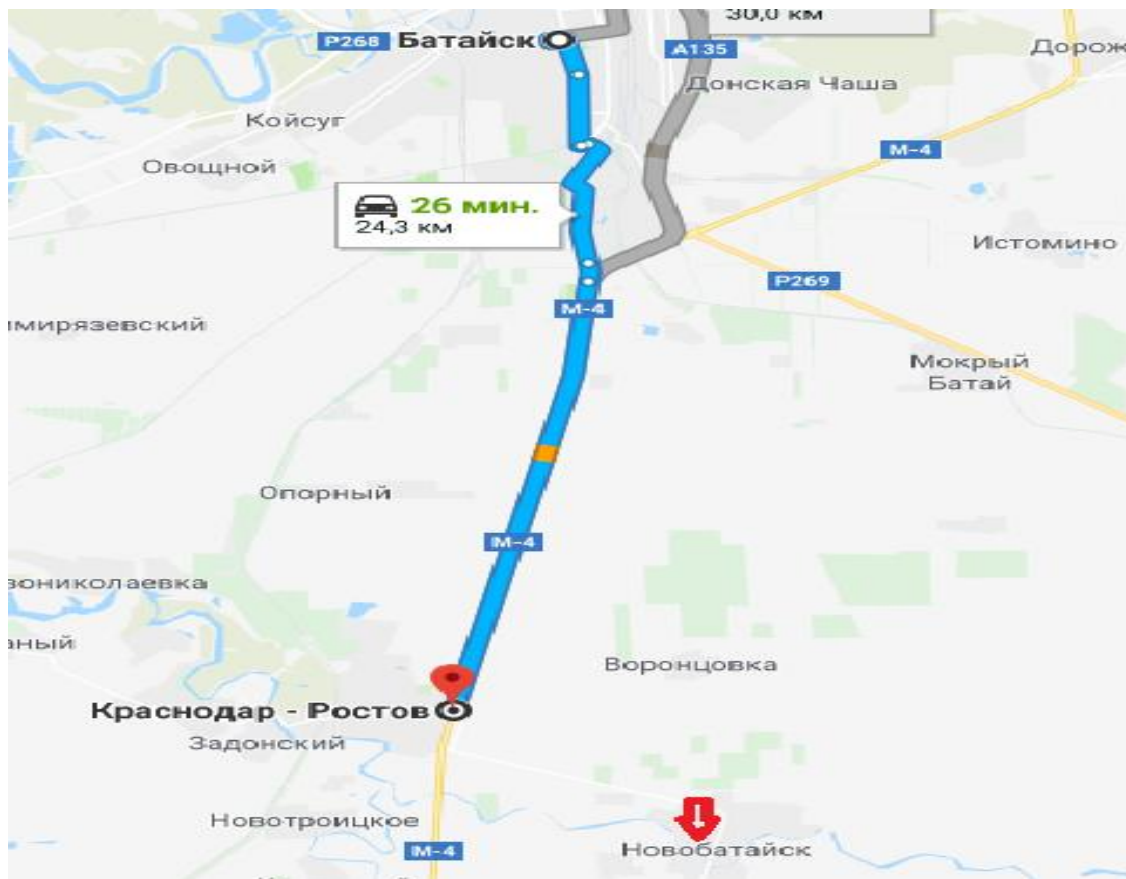 30,0 км
Р268 Батайск
А135
Дорож
Донская Чаша
Койсуг
М-4
Овощной
26 мин.
24,3 км
Истомино
Р269
М-4
мирязевский
Мокрый
Батай
Опорный
М-4
вониколаевка
аный
Воронцовка
Краснодар - Ростов
Задонский
Новотроицкое
М-4
Новобатайск